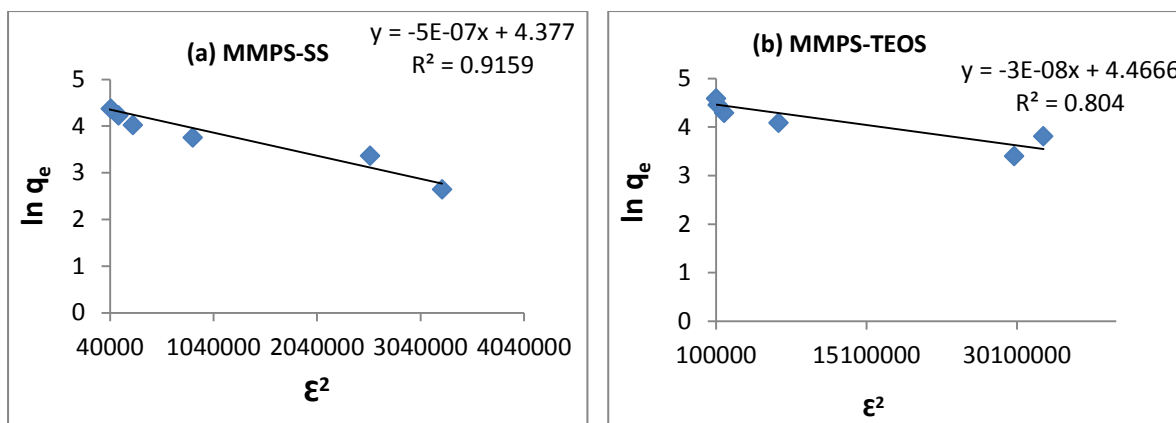 (a) MMPS-SS
y = -5E-07x + 4.377
R² = 0.9159
5
4
3
2
1
0
ln qₑ
40000 1040000 2040000 3040000 4040000
Ɛ²
(b) MMPS-TEOS
y = -3E-08x + 4.4666
R² = 0.804
5
4
3
2
1
0
ln qₑ
100000 15100000 30100000
Ɛ²